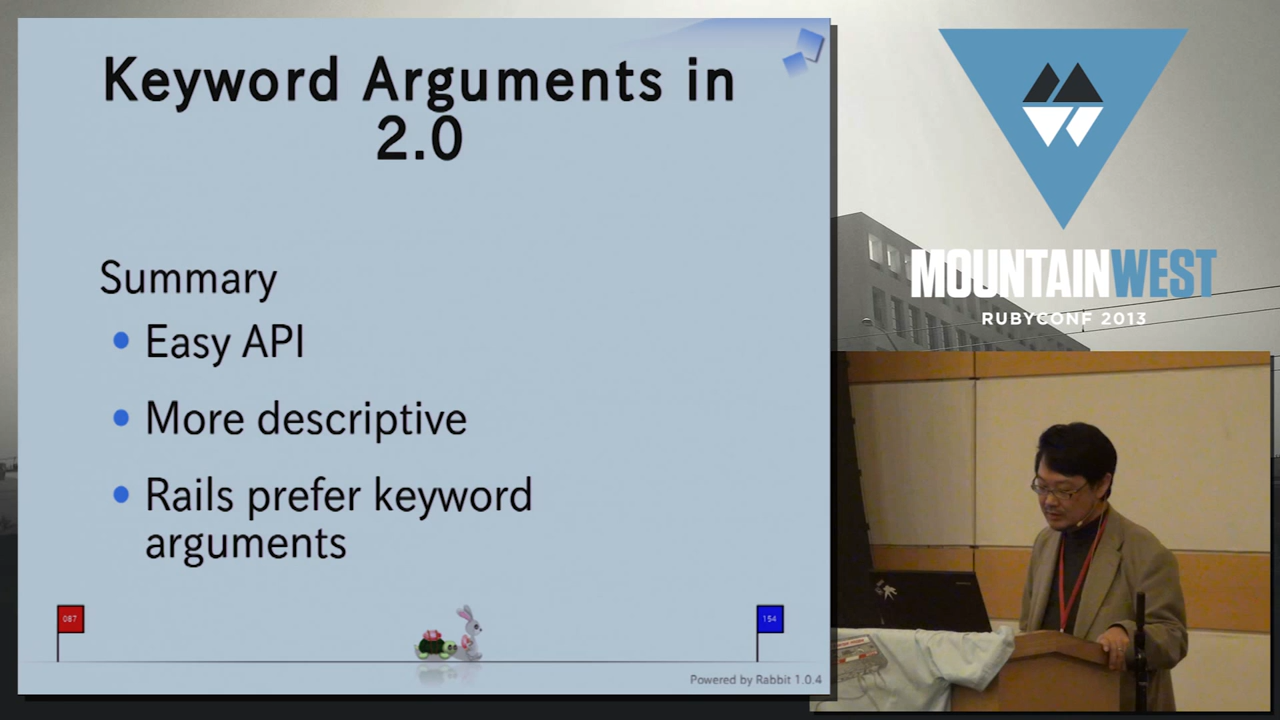 Keyword Arguments in
2.0
Summary
Easy API
More descriptive
Rails prefer keyword
arguments
087
154
Powered by Rabbit 1.0.4
MOUNTAINWEST
RUBYCONF 2013